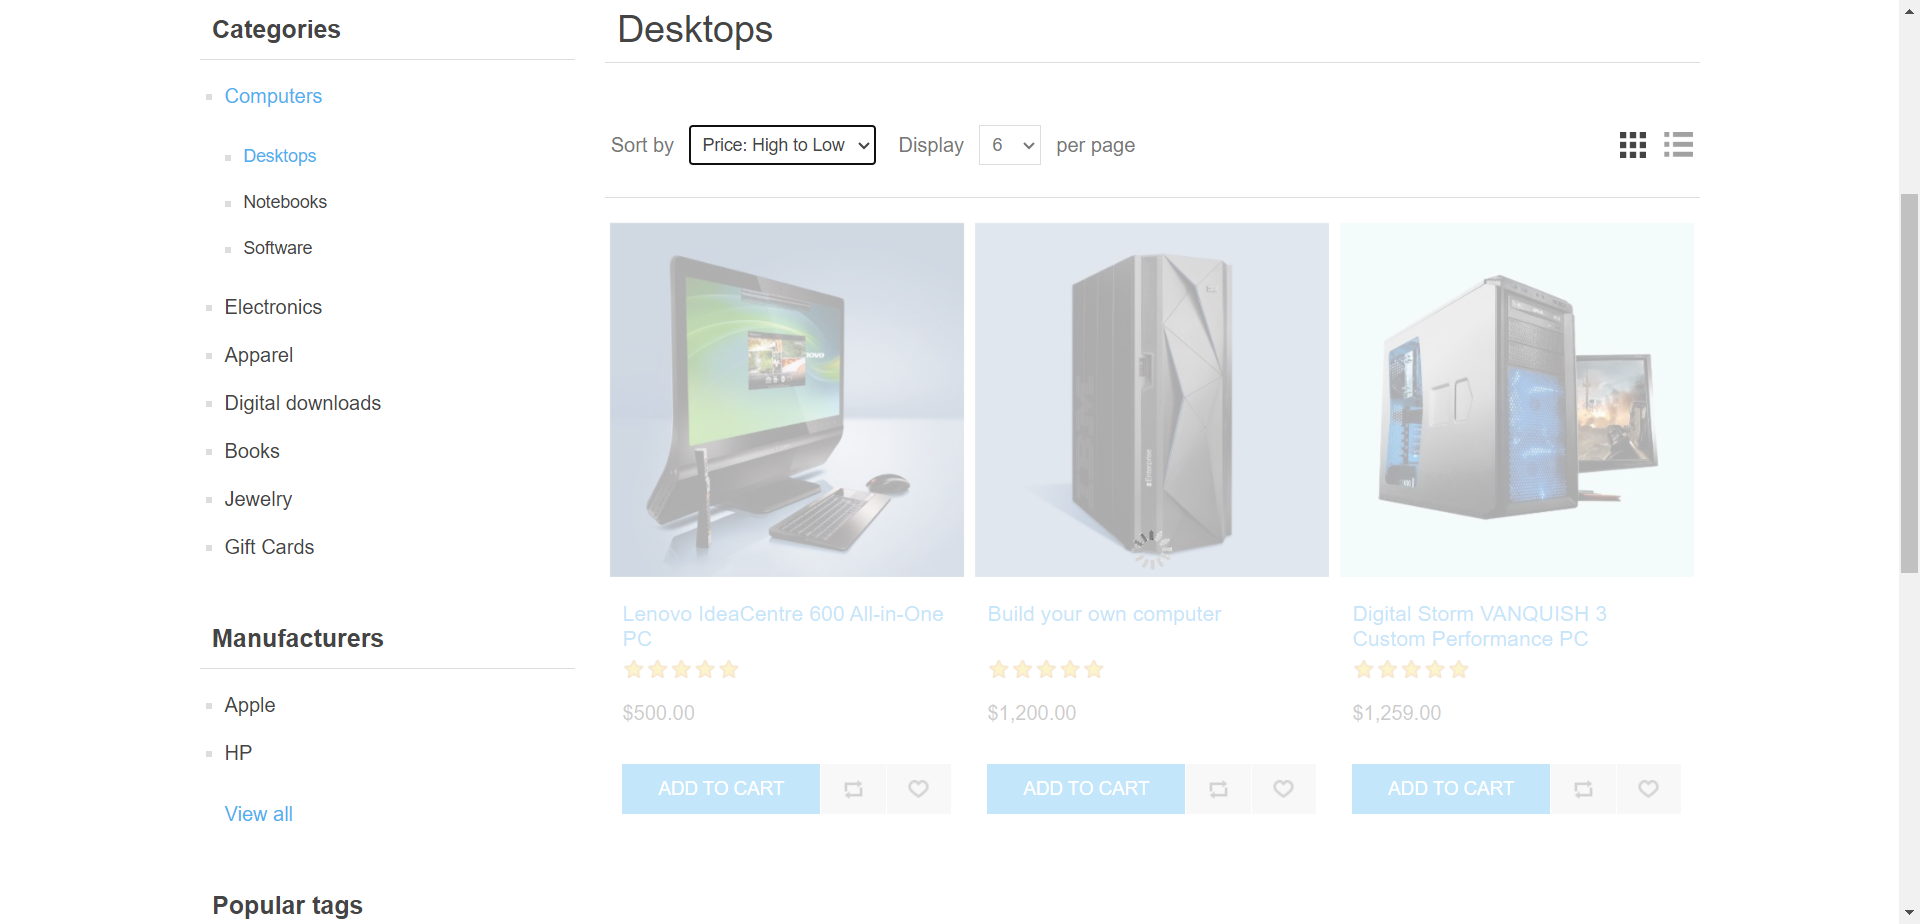 Categories
Computers
Desktops
Notebooks
Software
Electronics
Apparel
Digital downloads
Books
Jewelry
Gift Cards
Manufacturers
Apple
HP
View all
Popular tags
Desktops
Sort by Price: High to Low Display 6 per page
Lenovo IdeaCentre 600 All-in-One
PC
$500.00
ADD TO CART
Build your own computer
$1,200.00
ADD TO CART
Digital Storm VANQUISH 3
Custom Performance PC
$1,259.00
ADD TO CART